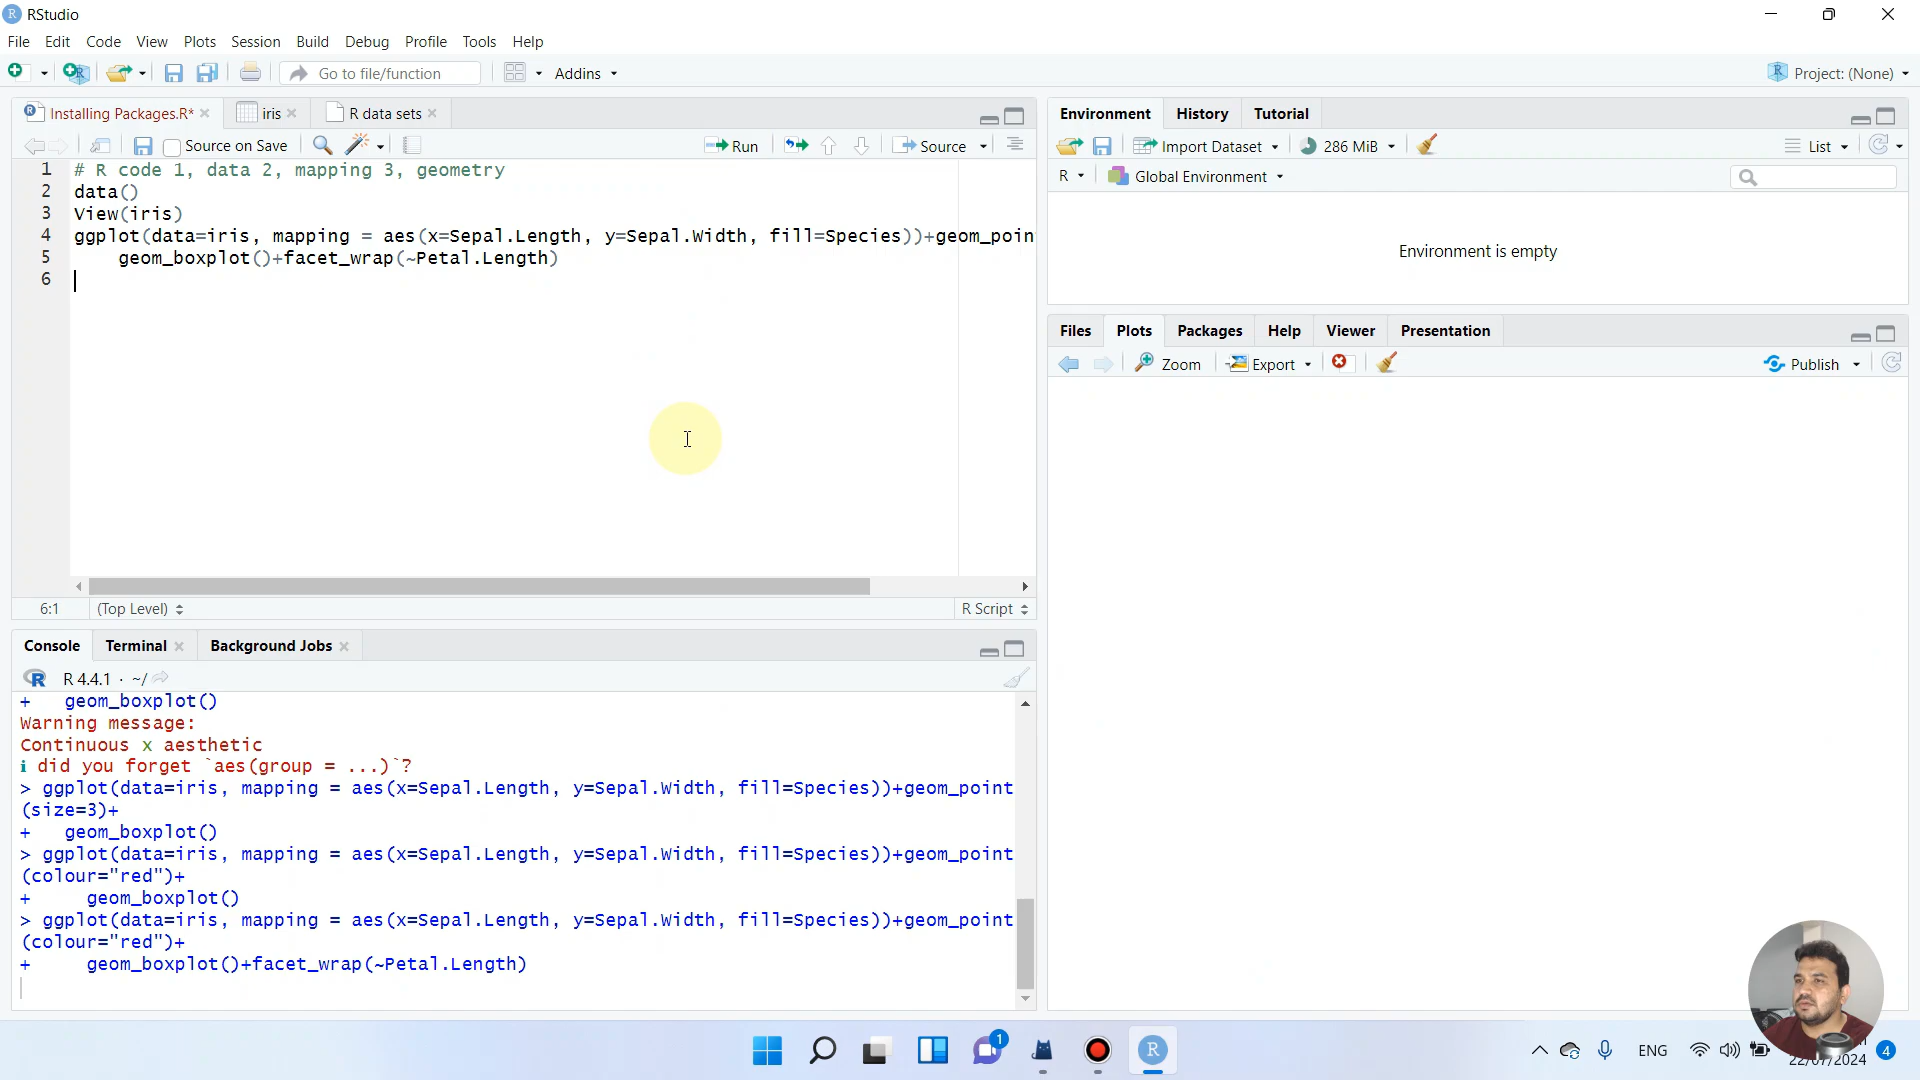 RStudio
File Edit Code View Plots Session Build Debug Profile Tools Help
Go to file/function Addins Project: (None)
Installing Packages.R* iris R data sets
Source on Save Run Source
1 # R code 1, data 2, mapping 3, geometry
2 data()
3 View(iris)
4 ggplot(data=iris, mapping = aes(x=Sepal.Length, y=Sepal.Width, fill=Species))+geom_poin
5 geom_boxplot()+facet_wrap(~Petal.Length)
6
6:1 (Top Level) R Script
Console Terminal Background Jobs
R 4.4.1 · ~/
+ geom_boxplot()
Warning message:
Continuous x aesthetic
ℹ did you forget `aes(group = ...)`?
> ggplot(data=iris, mapping = aes(x=Sepal.Length, y=Sepal.Width, fill=Species))+geom_point
(size=3)+
+ geom_boxplot()
> ggplot(data=iris, mapping = aes(x=Sepal.Length, y=Sepal.Width, fill=Species))+geom_point
(colour="red")+
+ geom_boxplot()
> ggplot(data=iris, mapping = aes(x=Sepal.Length, y=Sepal.Width, fill=Species))+geom_point
(colour="red")+
+ geom_boxplot()+facet_wrap(~Petal.Length)
Environment History Tutorial
Import Dataset 286 MiB List
R Global Environment
Environment is empty
Files Plots Packages Help Viewer Presentation
Zoom Export Publish
1
R
ENG
22/07/2024
4